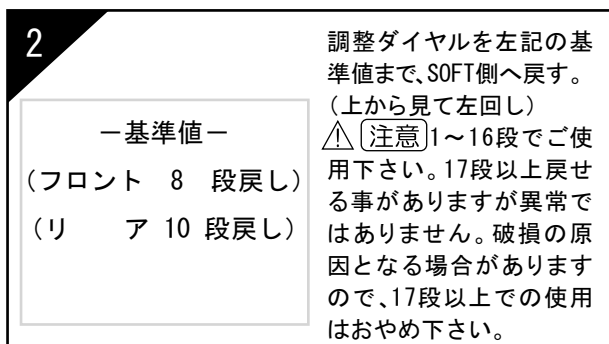 2
－基準値－
(フロント 8 段戻し)
(リ ア 10 段戻し)
調整ダイヤルを左記の基
準値まで、SOFT側へ戻す。
(上から見て左回し)
⚠ 注意 1～16段でご使
用下さい。17段以上戻せ
る事がありますが異常で
はありません。破損の原
因となる場合があります
ので、17段以上での使用
はおやめ下さい。